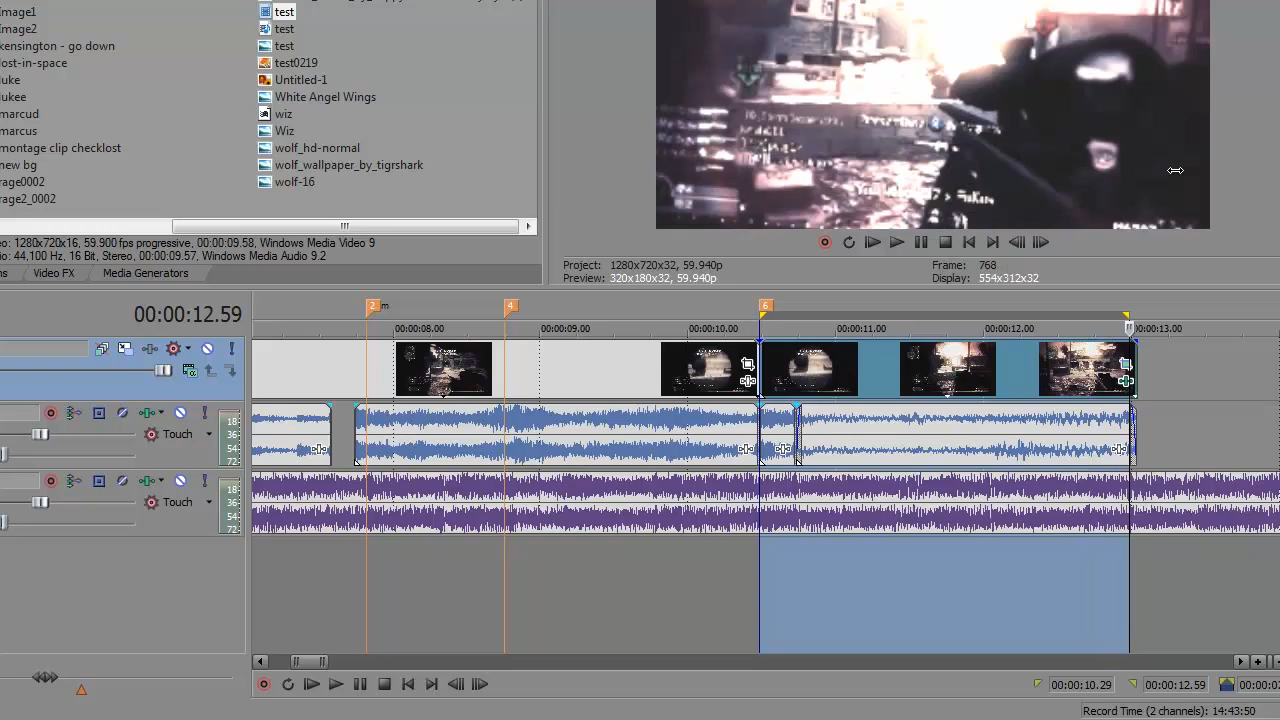 Image1
test
Image2
test
kensington - go down
test
lost-in-space
test0219
luke
Untitled-1
lukee
White Angel Wings
marcud
wiz
marcus
Wiz
montage clip checklost
wolf_hd-normal
new bg
wolf_wallpaper_by_tigrshark
rage0002
wolf-16
rage2_0002
eo: 1280x720x16, 59.900 fps progressive, 00:00:09.58, Windows Media Video 9
io: 44,100 Hz, 16 Bit, Stereo, 00:00:09.57, Windows Media Audio 9.2
ns Video FX Media Generators
Project: 1280x720x32, 59.940p
Frame: 768
Preview: 320x180x32, 59.940p
Display: 554x312x32
00:00:12.59
2 m 4 6
00:00:08.00 00:00:09.00 00:00:10.00 00:00:11.00 00:00:12.00 00:00:13.00
18
36
Touch
54
72
18
36
Touch
54
72
00:00:10.29 00:00:12.59 00:00:02
Record Time (2 channels): 14:43:50